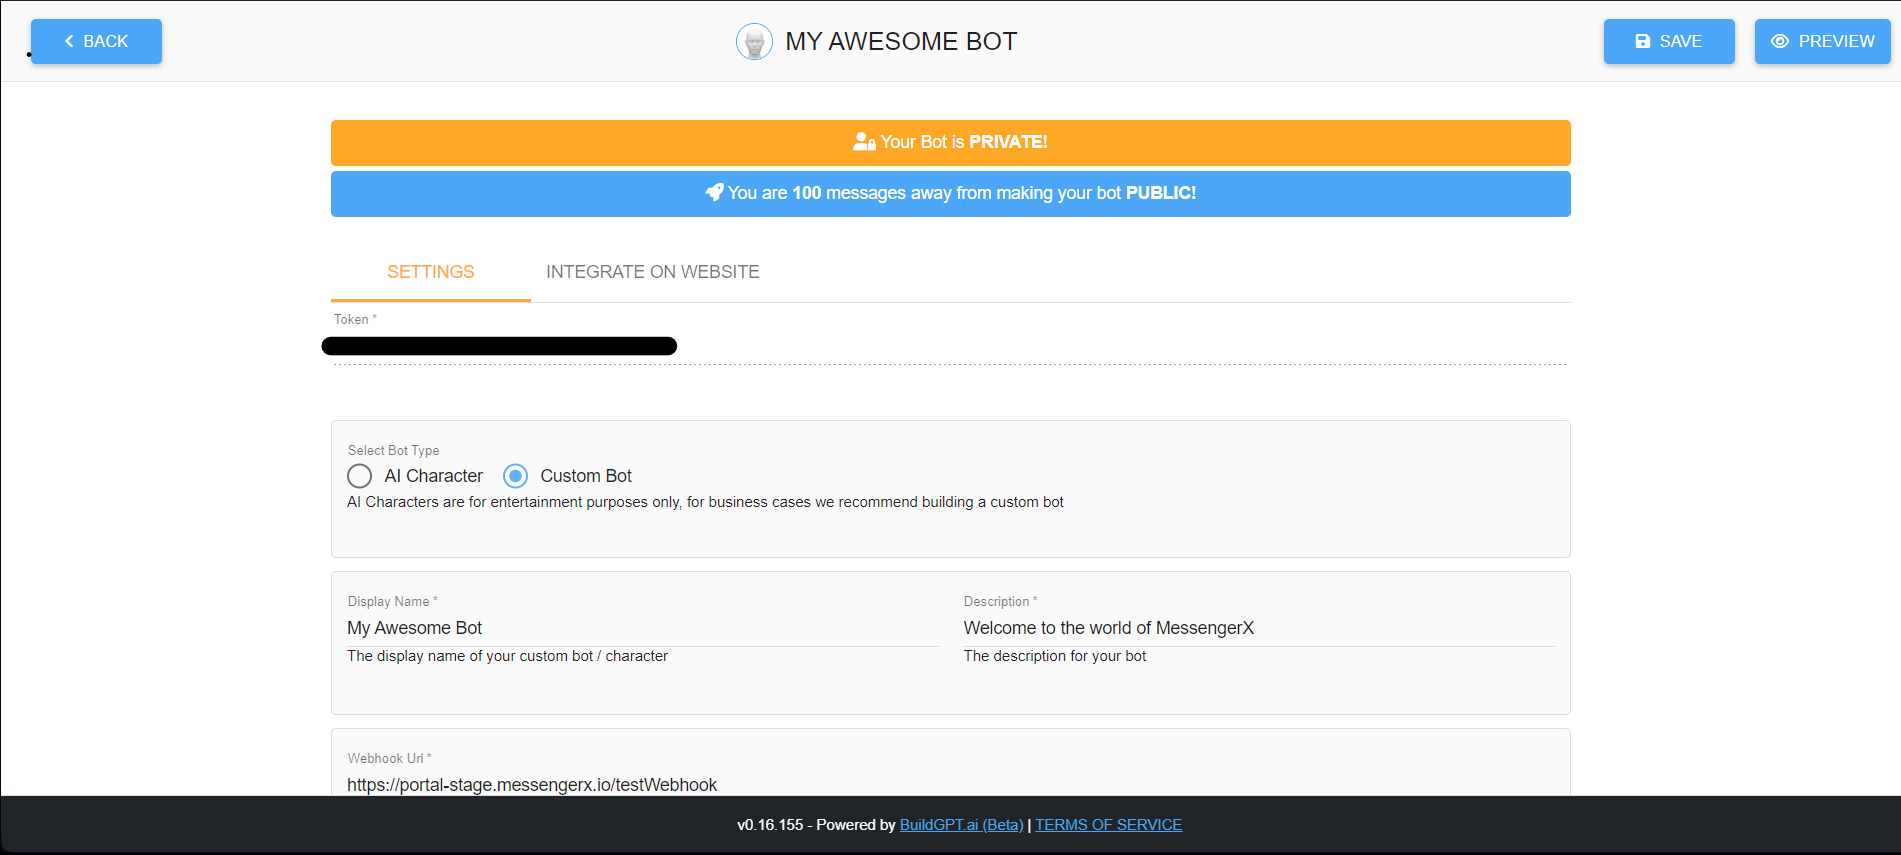 BACK
MY AWESOME BOT
SAVE
PREVIEW
Your Bot is PRIVATE!
You are 100 messages away from making your bot PUBLIC!
SETTINGS
INTEGRATE ON WEBSITE
Token *
Select Bot Type
AI Character
Custom Bot
AI Characters are for entertainment purposes only, for business cases we recommend building a custom bot
Display Name *
My Awesome Bot
The display name of your custom bot / character
Description *
Welcome to the world of MessengerX
The description for your bot
Webhook Url *
https://portal-stage.messengerx.io/testWebhook
v0.16.155 - Powered by BuildGPT.ai (Beta) | TERMS OF SERVICE